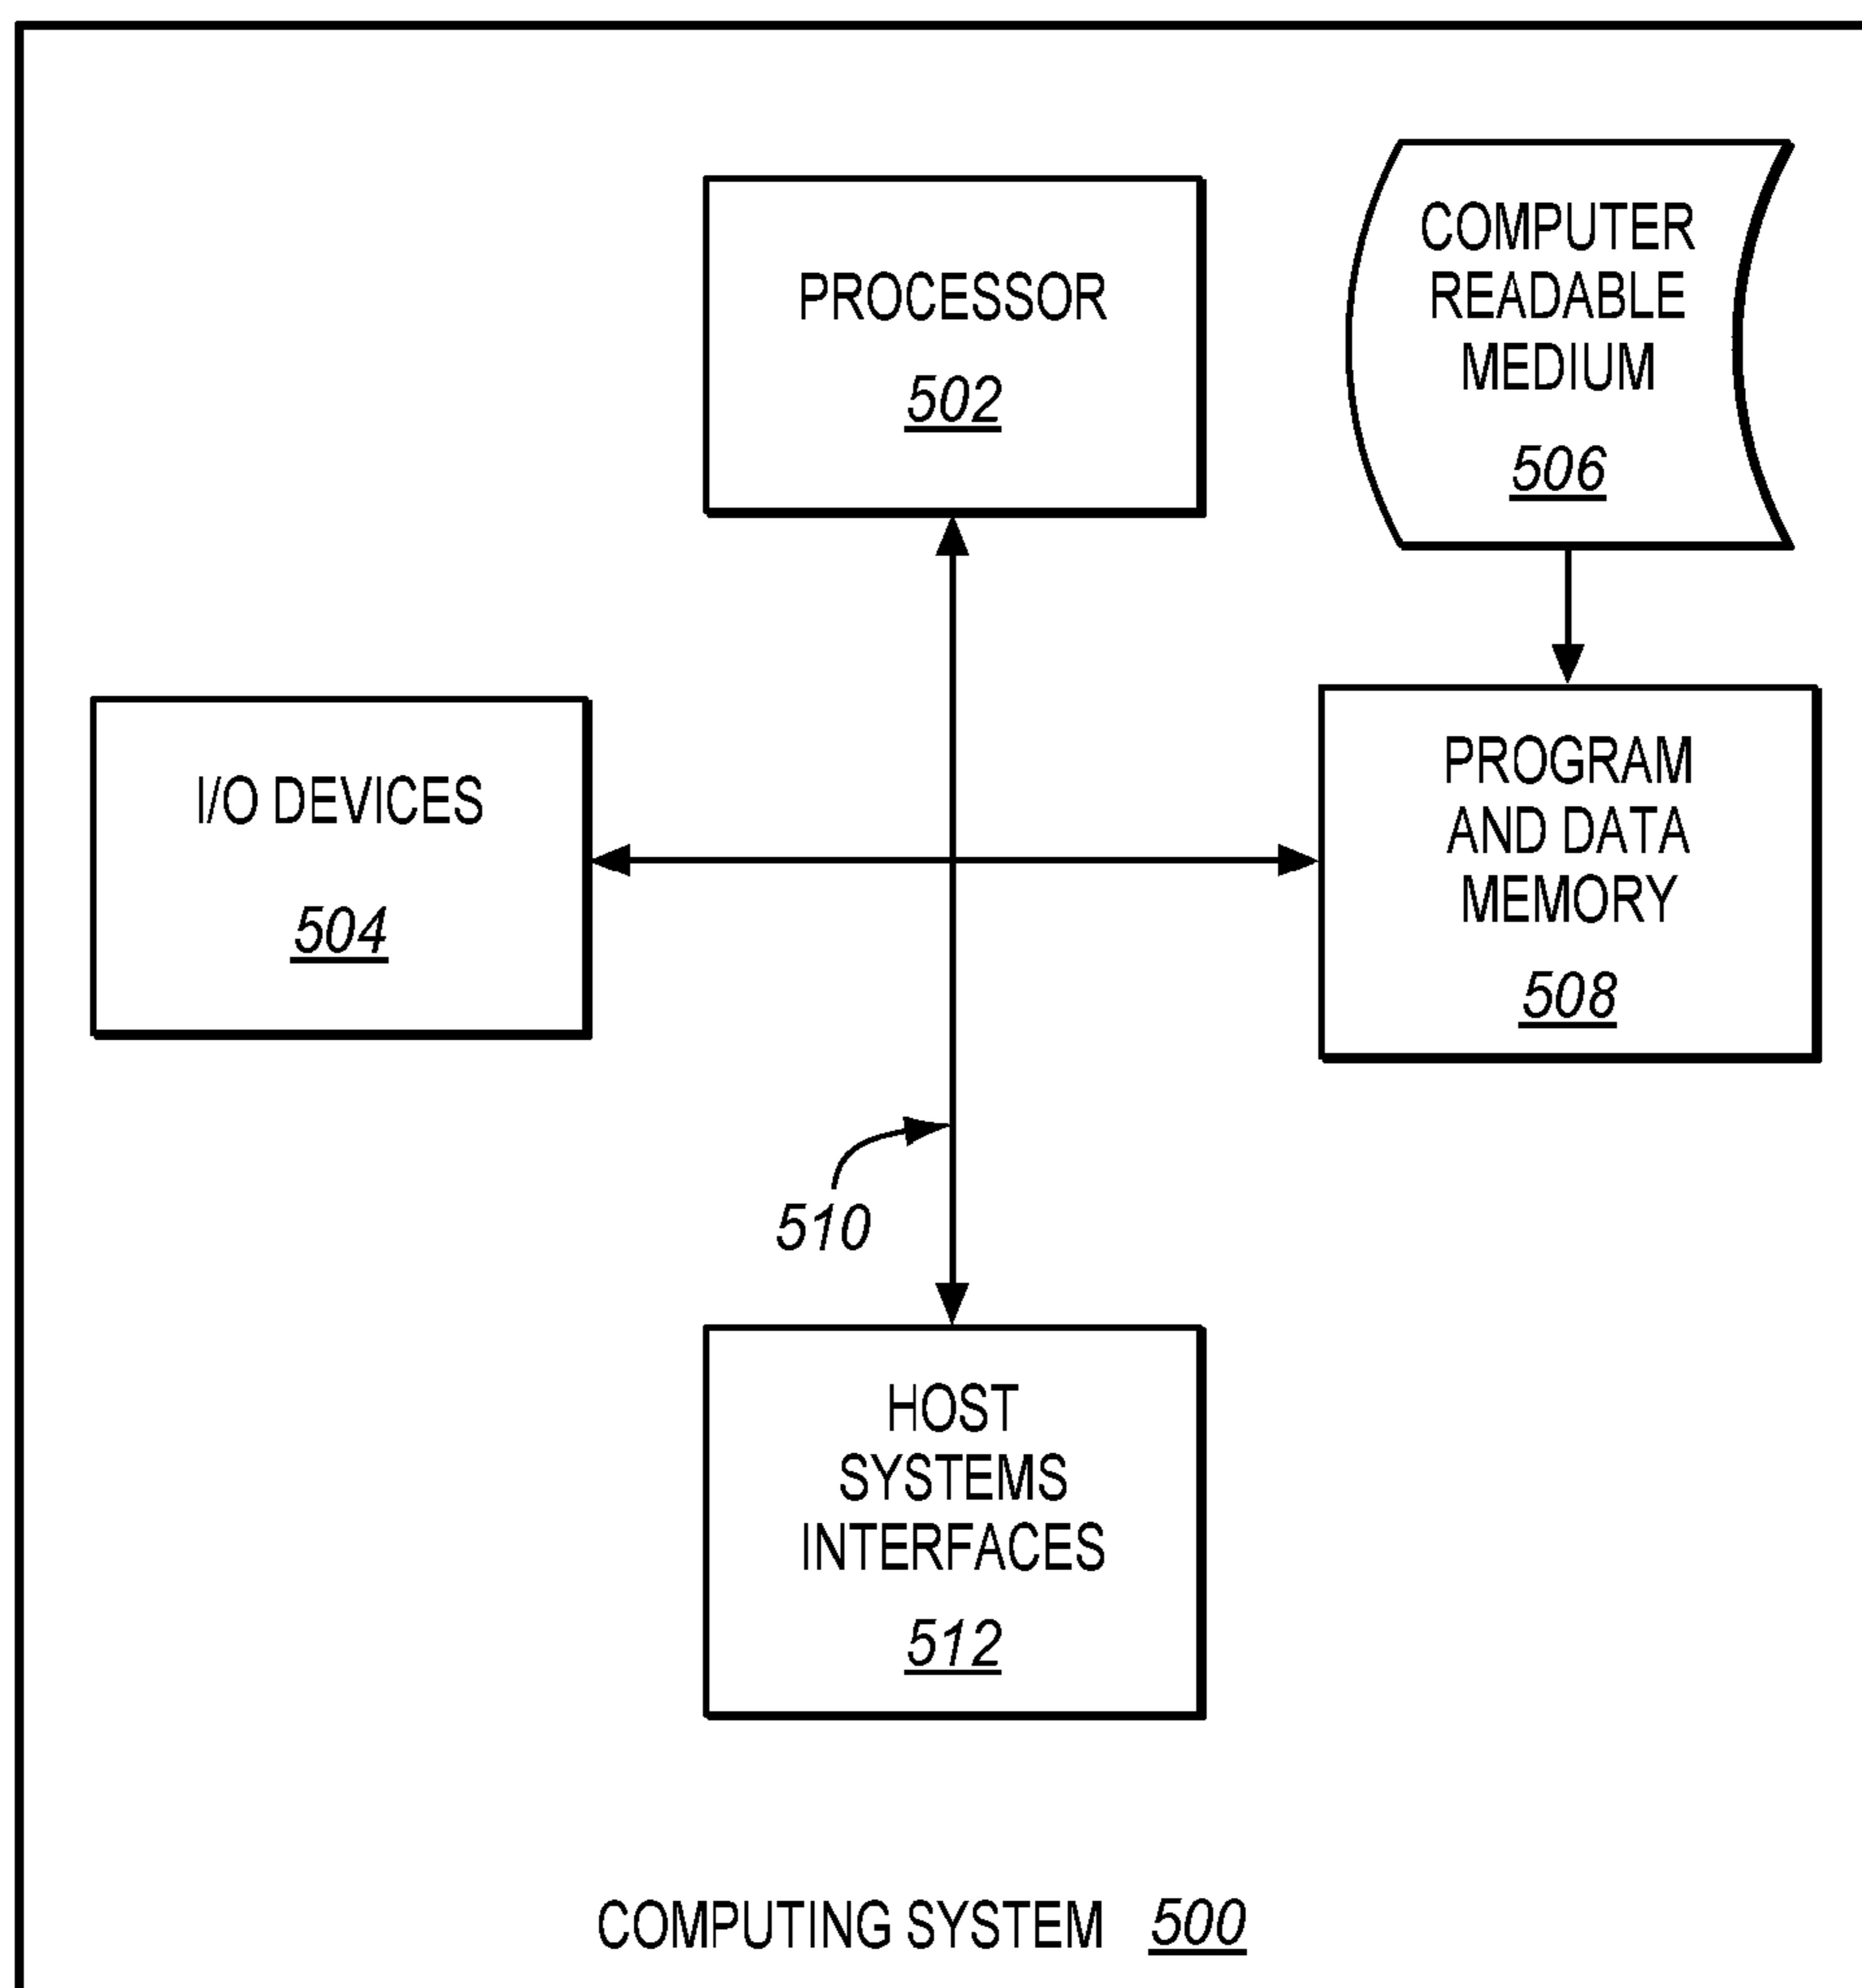 PROCESSOR
502
COMPUTER
READABLE
MEDIUM
506
I/O DEVICES
504
PROGRAM
AND DATA
MEMORY
508
510
HOST
SYSTEMS
INTERFACES
512
COMPUTING SYSTEM 500